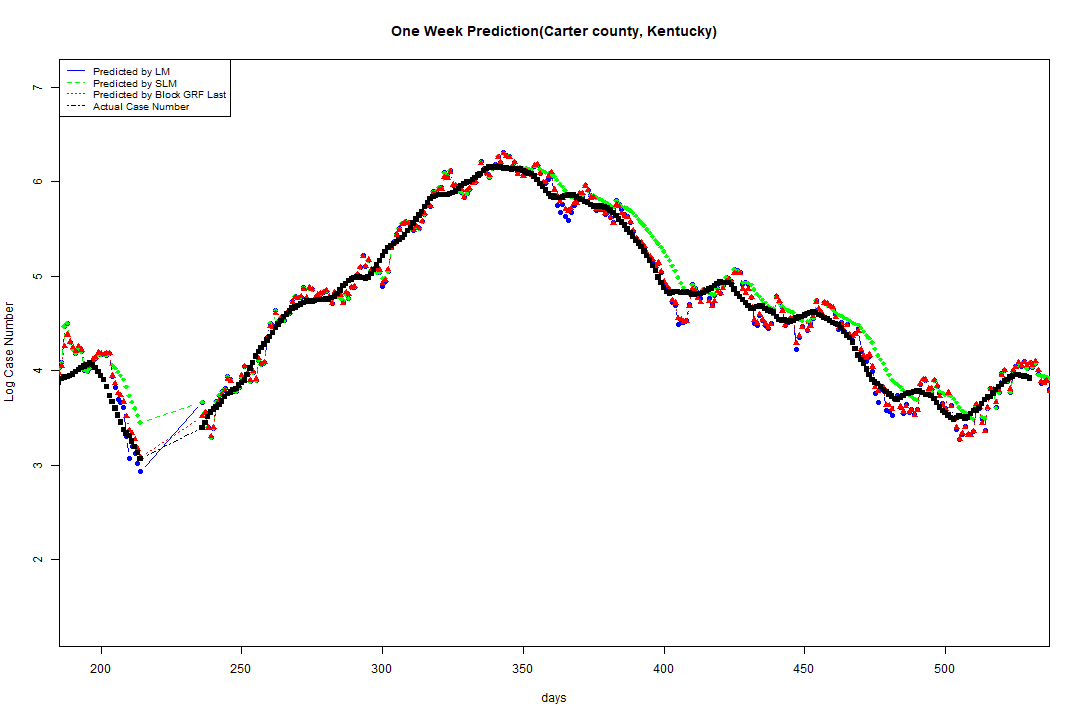 One Week Prediction(Carter county, Kentucky)
Predicted by LM
Predicted by SLM
Predicted by Block GRF Last
Actual Case Number
7
6
5
4
3
2
Log Case Number
200 250 300 350 400 450 500
days